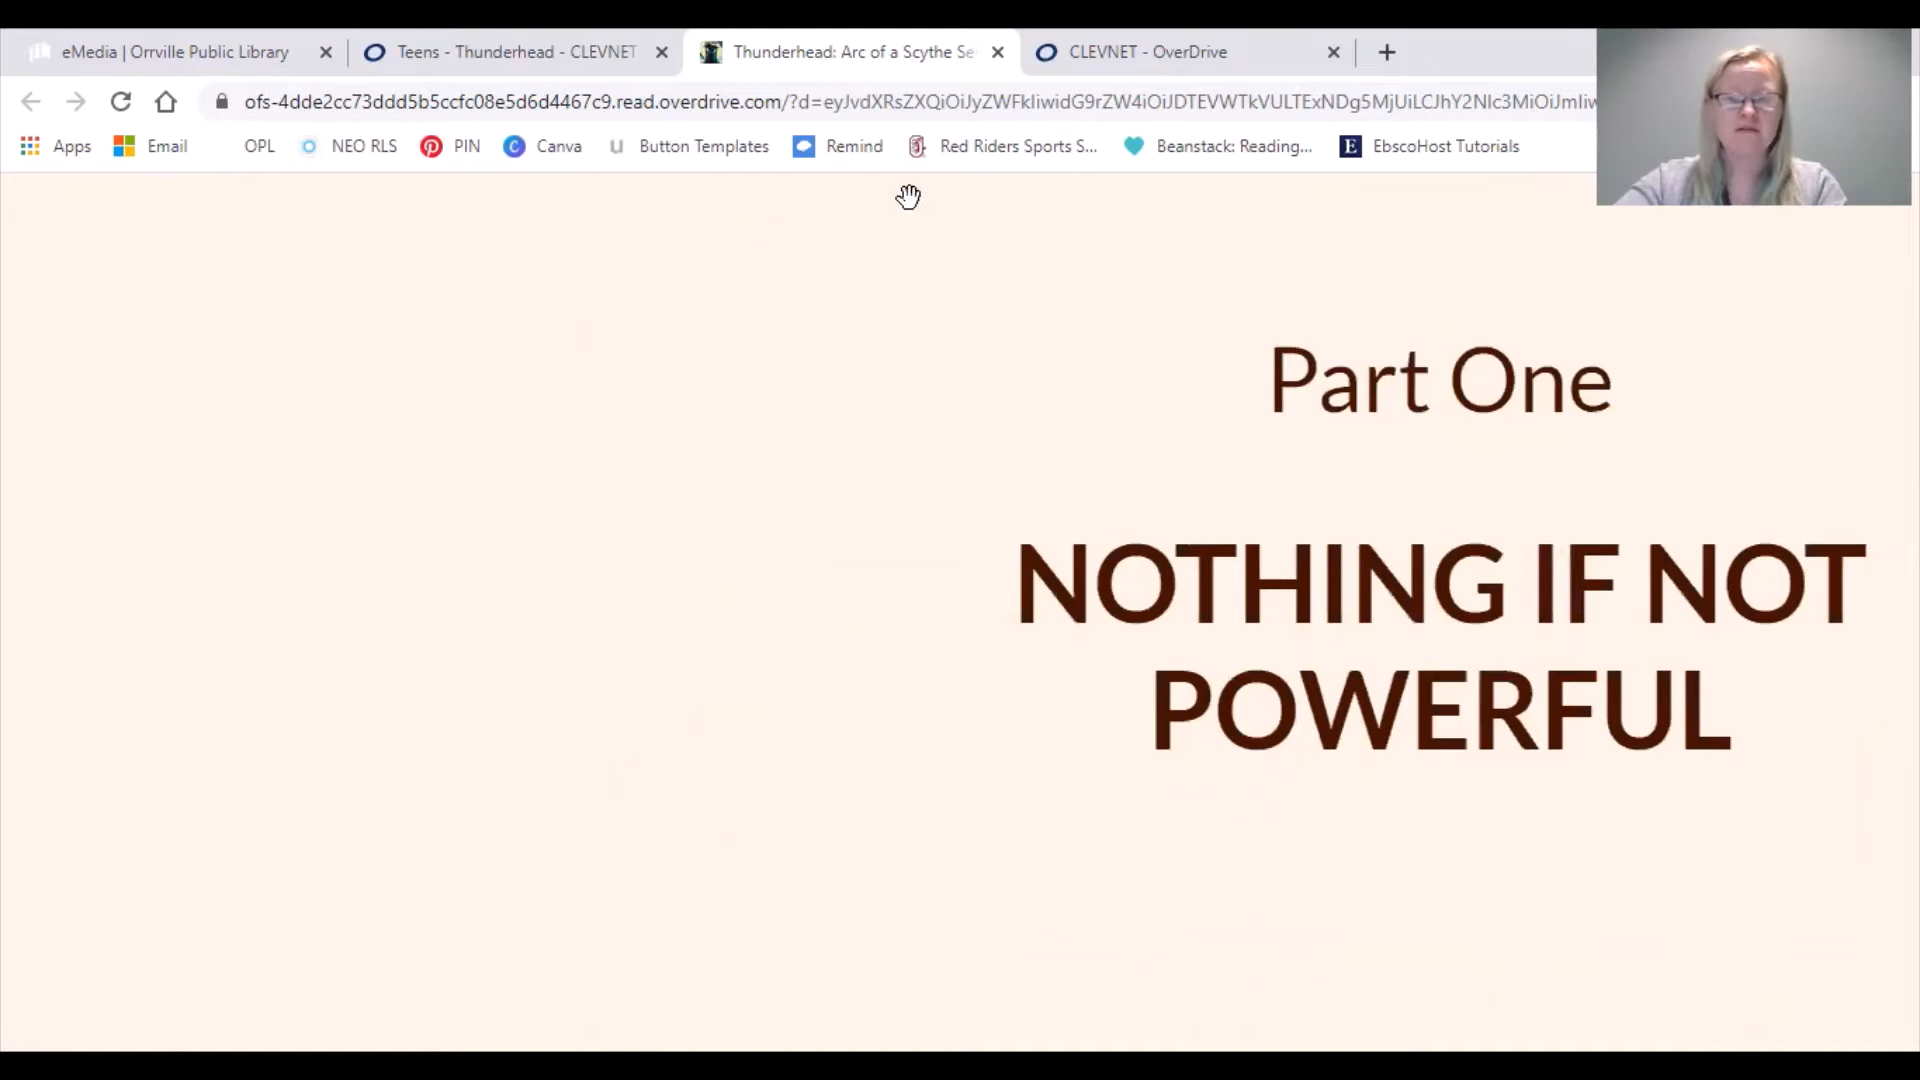 eMedia | Orrville Public Library
Teens - Thunderhead - CLEVNET
Thunderhead: Arc of a Scythe Se
CLEVNET - OverDrive
ofs-4dde2cc73ddd5b5ccfc08e5d6d4467c9.read.overdrive.com/?d=
Apps Email OPL NEO RLS PIN Canva Button Templates Remind Red Riders Sports S... Beanstack: Reading... E EbscoHost Tutorials
Part One
NOTHING IF NOT
POWERFUL